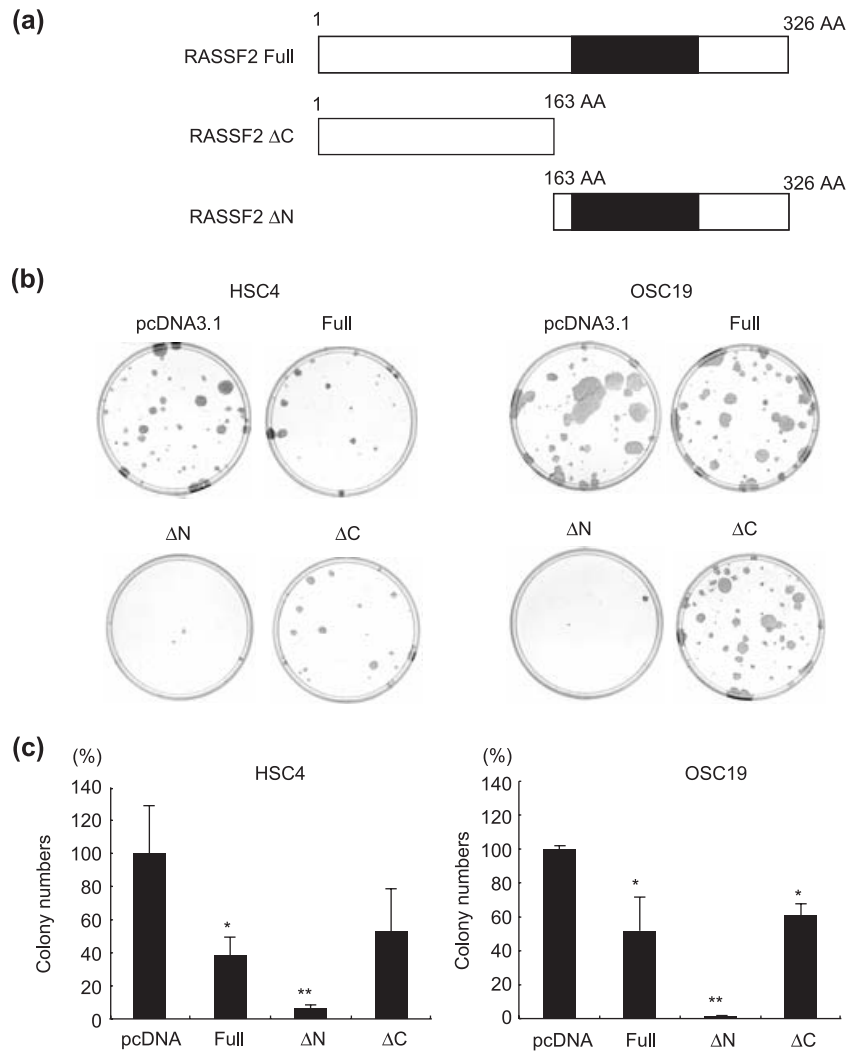 (a)
1
326 AA
RASSF2 Full
1
163 AA
RASSF2 ΔC
163 AA
326 AA
RASSF2 ΔN
(b)
HSC4
OSC19
pcDNA3.1
Full
pcDNA3.1
Full
ΔN
ΔC
ΔN
ΔC
(c)
(%)
HSC4
140
120
100
80
60
40
20
0
Colony numbers
*
**
pcDNA
Full
ΔN
ΔC
(%)
OSC19
140
120
100
80
60
40
20
0
Colony numbers
*
**
*
pcDNA
Full
ΔN
ΔC